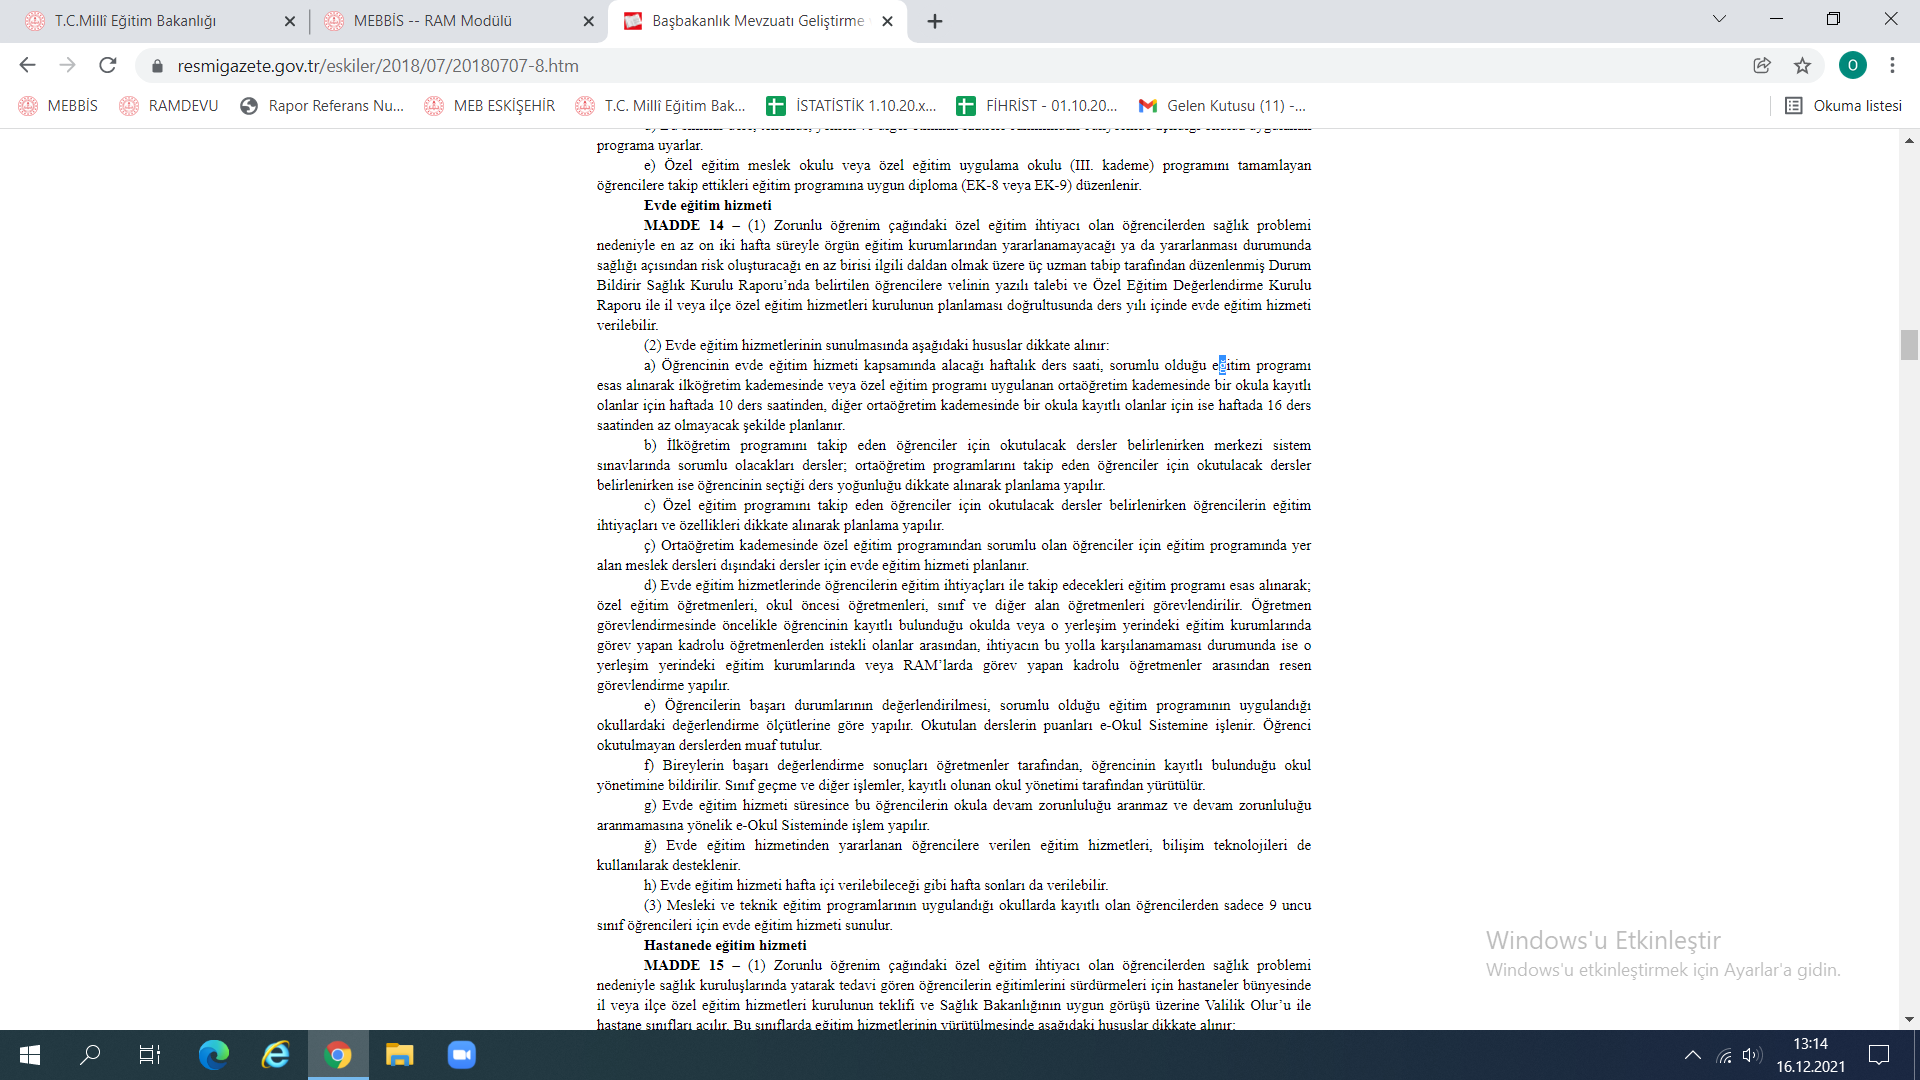 T.C.Millî Eğitim Bakanlığı
MEBBİS -- RAM Modülü
Başbakanlık Mevzuatı Geliştirme
resmigazete.gov.tr/eskiler/2018/07/20180707-8.htm
O
MEBBİS
RAMDEVU
Rapor Referans Nu...
MEB ESKİŞEHİR
T.C. Millî Eğitim Bak...
İSTATİSTİK 1.10.20.x...
FİHRİST - 01.10.20...
Gelen Kutusu (11) -...
Okuma listesi
programa uyarlar.
e) Özel eğitim meslek okulu veya özel eğitim uygulama okulu (III. kademe) programını tamamlayan
öğrencilere takip ettikleri eğitim programına uygun diploma (EK-8 veya EK-9) düzenlenir.
Evde eğitim hizmeti
MADDE 14 – (1) Zorunlu öğrenim çağındaki özel eğitim ihtiyacı olan öğrencilerden sağlık problemi
nedeniyle en az on iki hafta süreyle örgün eğitim kurumlarından yararlanamayacağı ya da yararlanması durumunda
sağlığı açısından risk oluşturacağı en az birisi ilgili daldan olmak üzere üç uzman tabip tarafından düzenlenmiş Durum
Bildirir Sağlık Kurulu Raporu’nda belirtilen öğrencilere velinin yazılı talebi ve Özel Eğitim Değerlendirme Kurulu
Raporu ile il veya ilçe özel eğitim hizmetleri kurulunun planlaması doğrultusunda ders yılı içinde evde eğitim hizmeti
verilebilir.
(2) Evde eğitim hizmetlerinin sunulmasında aşağıdaki hususlar dikkate alınır:
a) Öğrencinin evde eğitim hizmeti kapsamında alacağı haftalık ders saati, sorumlu olduğu eğitim programı
esas alınarak ilköğretim kademesinde veya özel eğitim programı uygulanan ortaöğretim kademesinde bir okula kayıtlı
olanlar için haftada 10 ders saatinden, diğer ortaöğretim kademesinde bir okula kayıtlı olanlar için ise haftada 16 ders
saatinden az olmayacak şekilde planlanır.
b) İlköğretim programını takip eden öğrenciler için okutulacak dersler belirlenirken merkezi sistem
sınavlarında sorumlu olacakları dersler; ortaöğretim programlarını takip eden öğrenciler için okutulacak dersler
belirlenirken ise öğrencinin seçtiği ders yoğunluğu dikkate alınarak planlama yapılır.
c) Özel eğitim programını takip eden öğrenciler için okutulacak dersler belirlenirken öğrencilerin eğitim
ihtiyaçları ve özellikleri dikkate alınarak planlama yapılır.
ç) Ortaöğretim kademesinde özel eğitim programından sorumlu olan öğrenciler için eğitim programında yer
alan meslek dersleri dışındaki dersler için evde eğitim hizmeti planlanır.
d) Evde eğitim hizmetlerinde öğrencilerin eğitim ihtiyaçları ile takip edecekleri eğitim programı esas alınarak;
özel eğitim öğretmenleri, okul öncesi öğretmenleri, sınıf ve diğer alan öğretmenleri görevlendirilir. Öğretmen
görevlendirmesinde öncelikle öğrencinin kayıtlı bulunduğu okulda veya o yerleşim yerindeki eğitim kurumlarında
görev yapan kadrolu öğretmenlerden istekli olanlar arasından, ihtiyacın bu yolla karşılanamaması durumunda ise o
yerleşim yerindeki eğitim kurumlarında veya RAM’larda görev yapan kadrolu öğretmenler arasından resen
görevlendirme yapılır.
e) Öğrencilerin başarı durumlarının değerlendirilmesi, sorumlu olduğu eğitim programının uygulandığı
okullardaki değerlendirme ölçütlerine göre yapılır. Okutulan derslerin puanları e-Okul Sistemine işlenir. Öğrenci
okutulmayan derslerden muaf tutulur.
f) Bireylerin başarı değerlendirme sonuçları öğretmenler tarafından, öğrencinin kayıtlı bulunduğu okul
yönetimine bildirilir. Sınıf geçme ve diğer işlemler, kayıtlı olunan okul yönetimi tarafından yürütülür.
g) Evde eğitim hizmeti süresince bu öğrencilerin okula devam zorunluluğu aranmaz ve devam zorunluluğu
aranmamasına yönelik e-Okul Sisteminde işlem yapılır.
ğ) Evde eğitim hizmetinden yararlanan öğrencilere verilen eğitim hizmetleri, bilişim teknolojileri de
kullanılarak desteklenir.
h) Evde eğitim hizmeti hafta içi verilebileceği gibi hafta sonları da verilebilir.
(3) Mesleki ve teknik eğitim programlarının uygulandığı okullarda kayıtlı olan öğrencilerden sadece 9 uncu
sınıf öğrencileri için evde eğitim hizmeti sunulur.
Hastanede eğitim hizmeti
MADDE 15 – (1) Zorunlu öğrenim çağındaki özel eğitim ihtiyacı olan öğrencilerden sağlık problemi
nedeniyle sağlık kuruluşlarında yatarak tedavi gören öğrencilerin eğitimlerini sürdürmeleri için hastaneler bünyesinde
il veya ilçe özel eğitim hizmetleri kurulunun teklifi ve Sağlık Bakanlığının uygun görüşü üzerine Valilik Olur’u ile
hastane sınıfları açılır. Bu sınıflarda eğitim hizmetlerinin yürütülmesinde aşağıdaki hususlar dikkate alınır:
Windows'u Etkinleştir
Windows'u etkinleştirmek için Ayarlar'a gidin.
13:14
16.12.2021